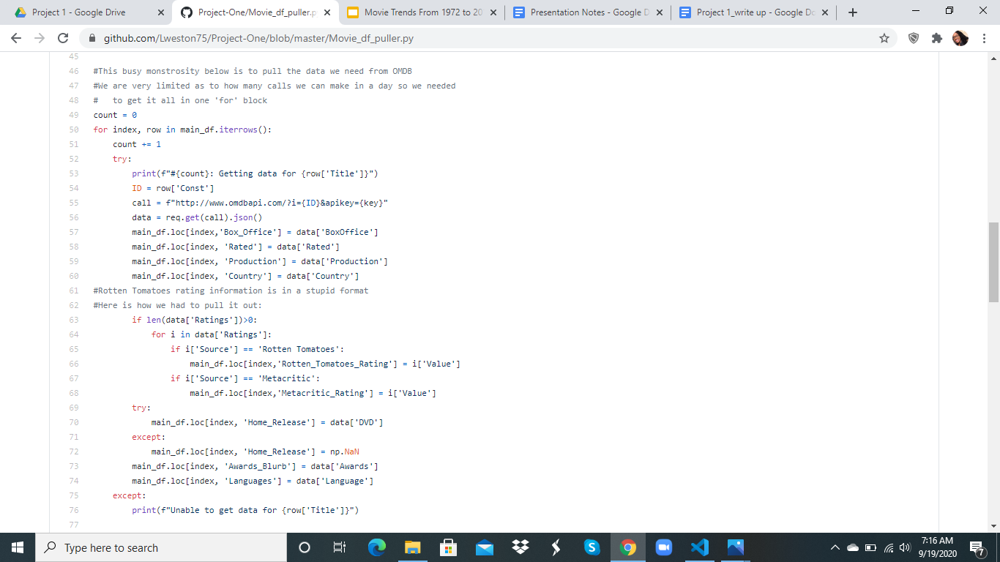 Project 1 - Google Drive
Project-One/Movie_df_puller.p
Movie Trends From 1972 to 20
Presentation Notes - Google D
Project 1_write up - Google Do
github.com/Lweston75/Project-One/blob/master/Movie_df_puller.py
45
46 #This busy monstrosity below is to pull the data we need from OMDB
47 #We are very limited as to how many calls we can make in a day so we needed
48 #   to get it all in one 'for' block
49 count = 0
50 for index, row in main_df.iterrows():
51     count += 1
52     try:
53         print(f"#{count}: Getting data for {row['Title']}")
54         ID = row['Const']
55         call = f"http://www.omdbapi.com/?i={ID}&apikey={key}"
56         data = req.get(call).json()
57         main_df.loc[index,'Box_Office'] = data['BoxOffice']
58         main_df.loc[index, 'Rated'] = data['Rated']
59         main_df.loc[index, 'Production'] = data['Production']
60         main_df.loc[index, 'Country'] = data['Country']
61 #Rotten Tomatoes rating information is in a stupid format
62 #Here is how we had to pull it out:
63         if len(data['Ratings'])>0:
64             for i in data['Ratings']:
65                 if i['Source'] == 'Rotten Tomatoes':
66                     main_df.loc[index,'Rotten_Tomatoes_Rating'] = i['Value']
67                 if i['Source'] == 'Metacritic':
68                     main_df.loc[index,'Metacritic_Rating'] = i['Value']
69         try:
70             main_df.loc[index, 'Home_Release'] = data['DVD']
71         except:
72             main_df.loc[index, 'Home_Release'] = np.NaN
73         main_df.loc[index, 'Awards_Blurb'] = data['Awards']
74         main_df.loc[index, 'Languages'] = data['Language']
75     except:
76         print(f"Unable to get data for {row['Title']}")
77
Type here to search
7:16 AM
9/19/2020
7